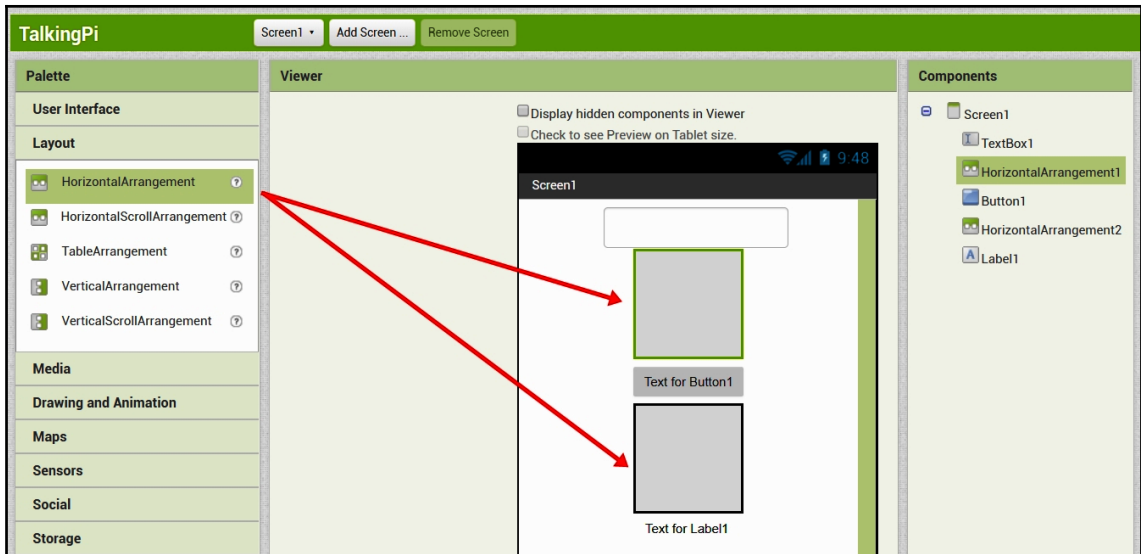 TalkingPi
Screen1
Add Screen ...
Remove Screen
Palette
User Interface
Layout
HorizontalArrangement
HorizontalScrollArrangement
TableArrangement
VerticalArrangement
VerticalScrollArrangement
Media
Drawing and Animation
Maps
Sensors
Social
Storage
Viewer
Display hidden components in Viewer
Check to see Preview on Tablet size.
9:48
Screen1
Text for Button1
Text for Label1
Components
Screen1
TextBox1
HorizontalArrangement1
Button1
HorizontalArrangement2
Label1